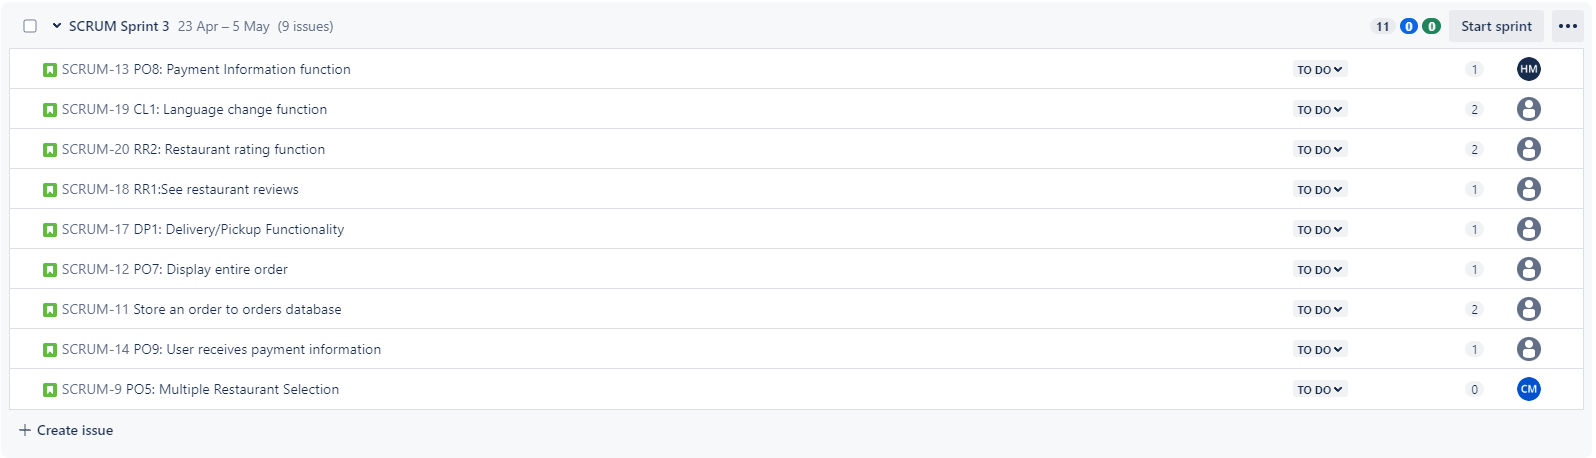 SCRUM Sprint 3 23 Apr – 5 May (9 issues) 11 0 0 Start sprint
SCRUM-13 PO8: Payment Information function TO DO 1 HM
SCRUM-19 CL1: Language change function TO DO 2
SCRUM-20 RR2: Restaurant rating function TO DO 2
SCRUM-18 RR1:See restaurant reviews TO DO 1
SCRUM-17 DP1: Delivery/Pickup Functionality TO DO 1
SCRUM-12 PO7: Display entire order TO DO 1
SCRUM-11 Store an order to orders database TO DO 2
SCRUM-14 PO9: User receives payment information TO DO 1
SCRUM-9 PO5: Multiple Restaurant Selection TO DO 0 CM
+ Create issue